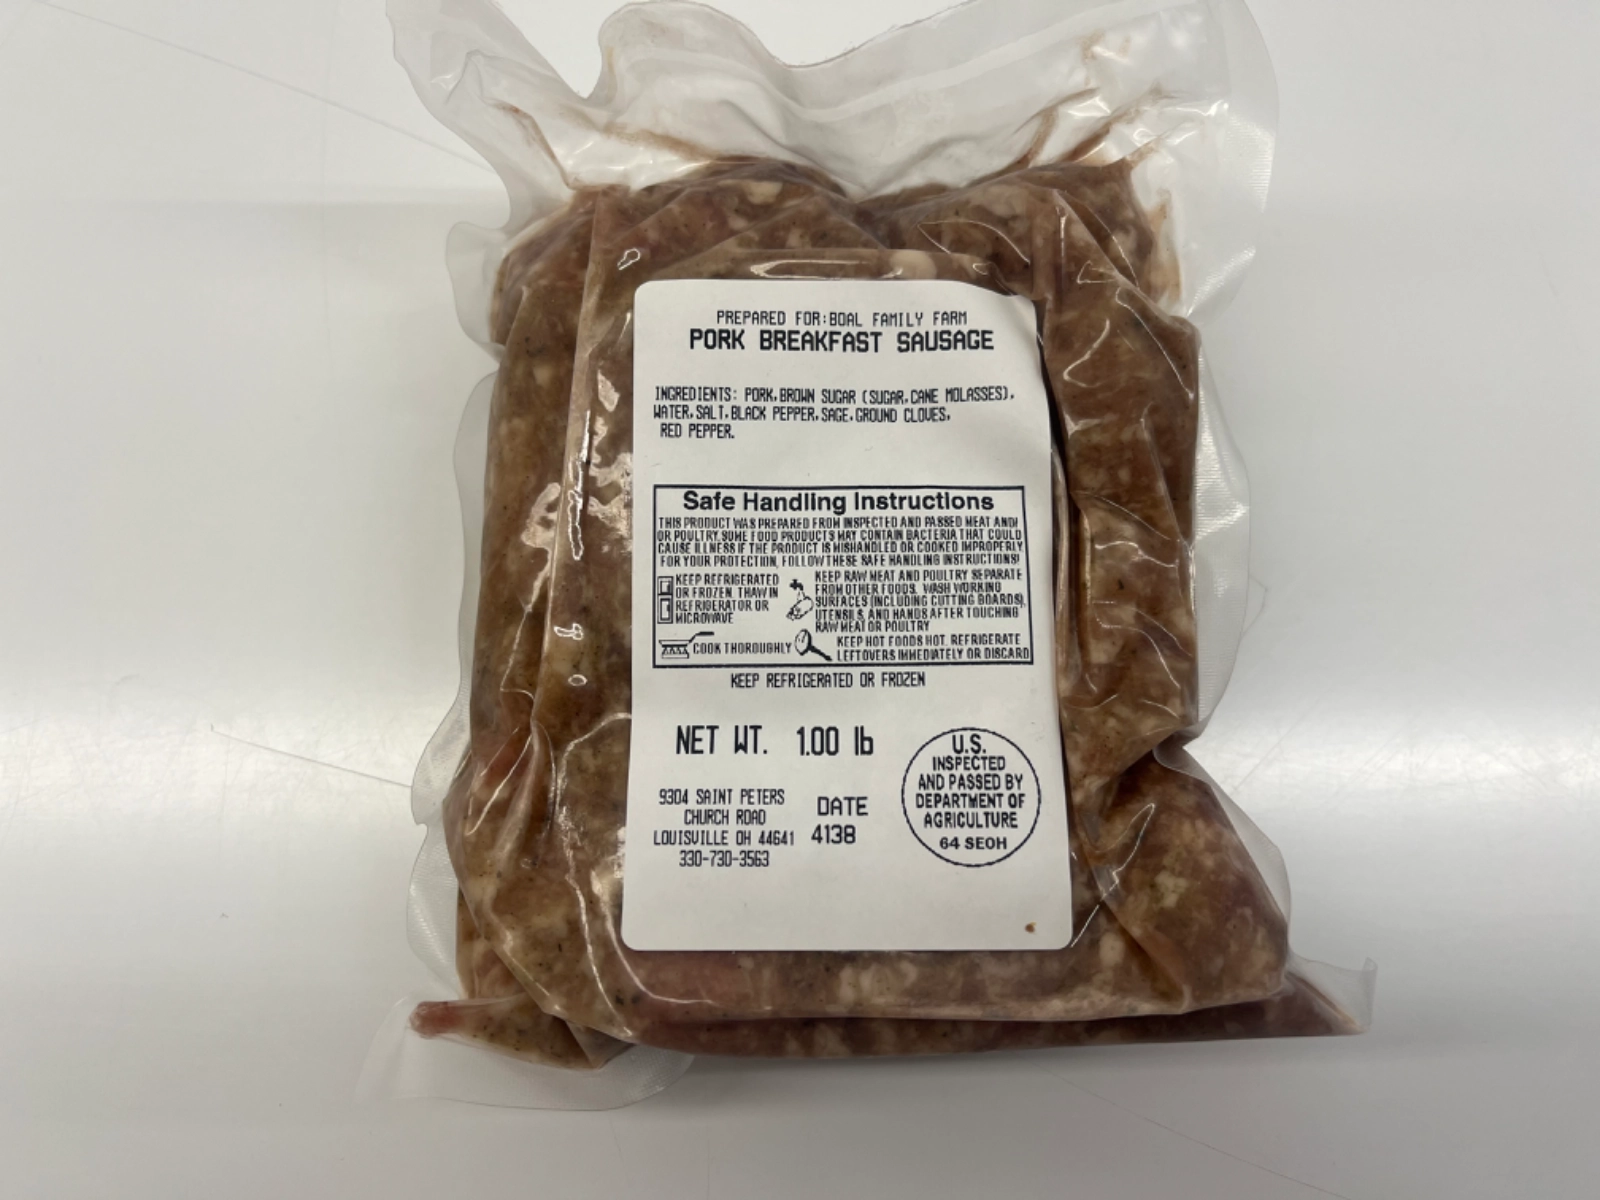 PREPARED FOR:BOAL FAMILY FARM
PORK BREAKFAST SAUSAGE
INGREDIENTS: PORK,BROWN SUGAR (SUGAR,CANE MOLASSES),
WATER,SALT,BLACK PEPPER,SAGE,GROUND CLOVES,
RED PEPPER.
Safe Handling Instructions
THIS PRODUCT WAS PREPARED FROM INSPECTED AND PASSED MEAT AND/
OR POULTRY. SOME FOOD PRODUCTS MAY CONTAIN BACTERIA THAT COULD
CAUSE ILLNESS IF THE PRODUCT IS MISHANDLED OR COOKED IMPROPERLY.
FOR YOUR PROTECTION, FOLLOW THESE SAFE HANDLING INSTRUCTIONS!
KEEP REFRIGERATED
OR FROZEN. THAW IN
REFRIGERATOR OR
MICROWAVE
KEEP RAW MEAT AND POULTRY SEPARATE
FROM OTHER FOODS. WASH WORKING
SURFACES (INCLUDING CUTTING BOARDS),
UTENSILS, AND HANDS AFTER TOUCHING
RAW MEAT OR POULTRY
COOK THOROUGHLY
KEEP HOT FOODS HOT. REFRIGERATE
LEFTOVERS IMMEDIATELY OR DISCARD
KEEP REFRIGERATED OR FROZEN
NET WT. 1.00 lb
9304 SAINT PETERS
CHURCH ROAD
LOUISVILLE OH 44641
330-730-3563
DATE
4138
U.S.
INSPECTED
AND PASSED BY
DEPARTMENT OF
AGRICULTURE
64 SEOH